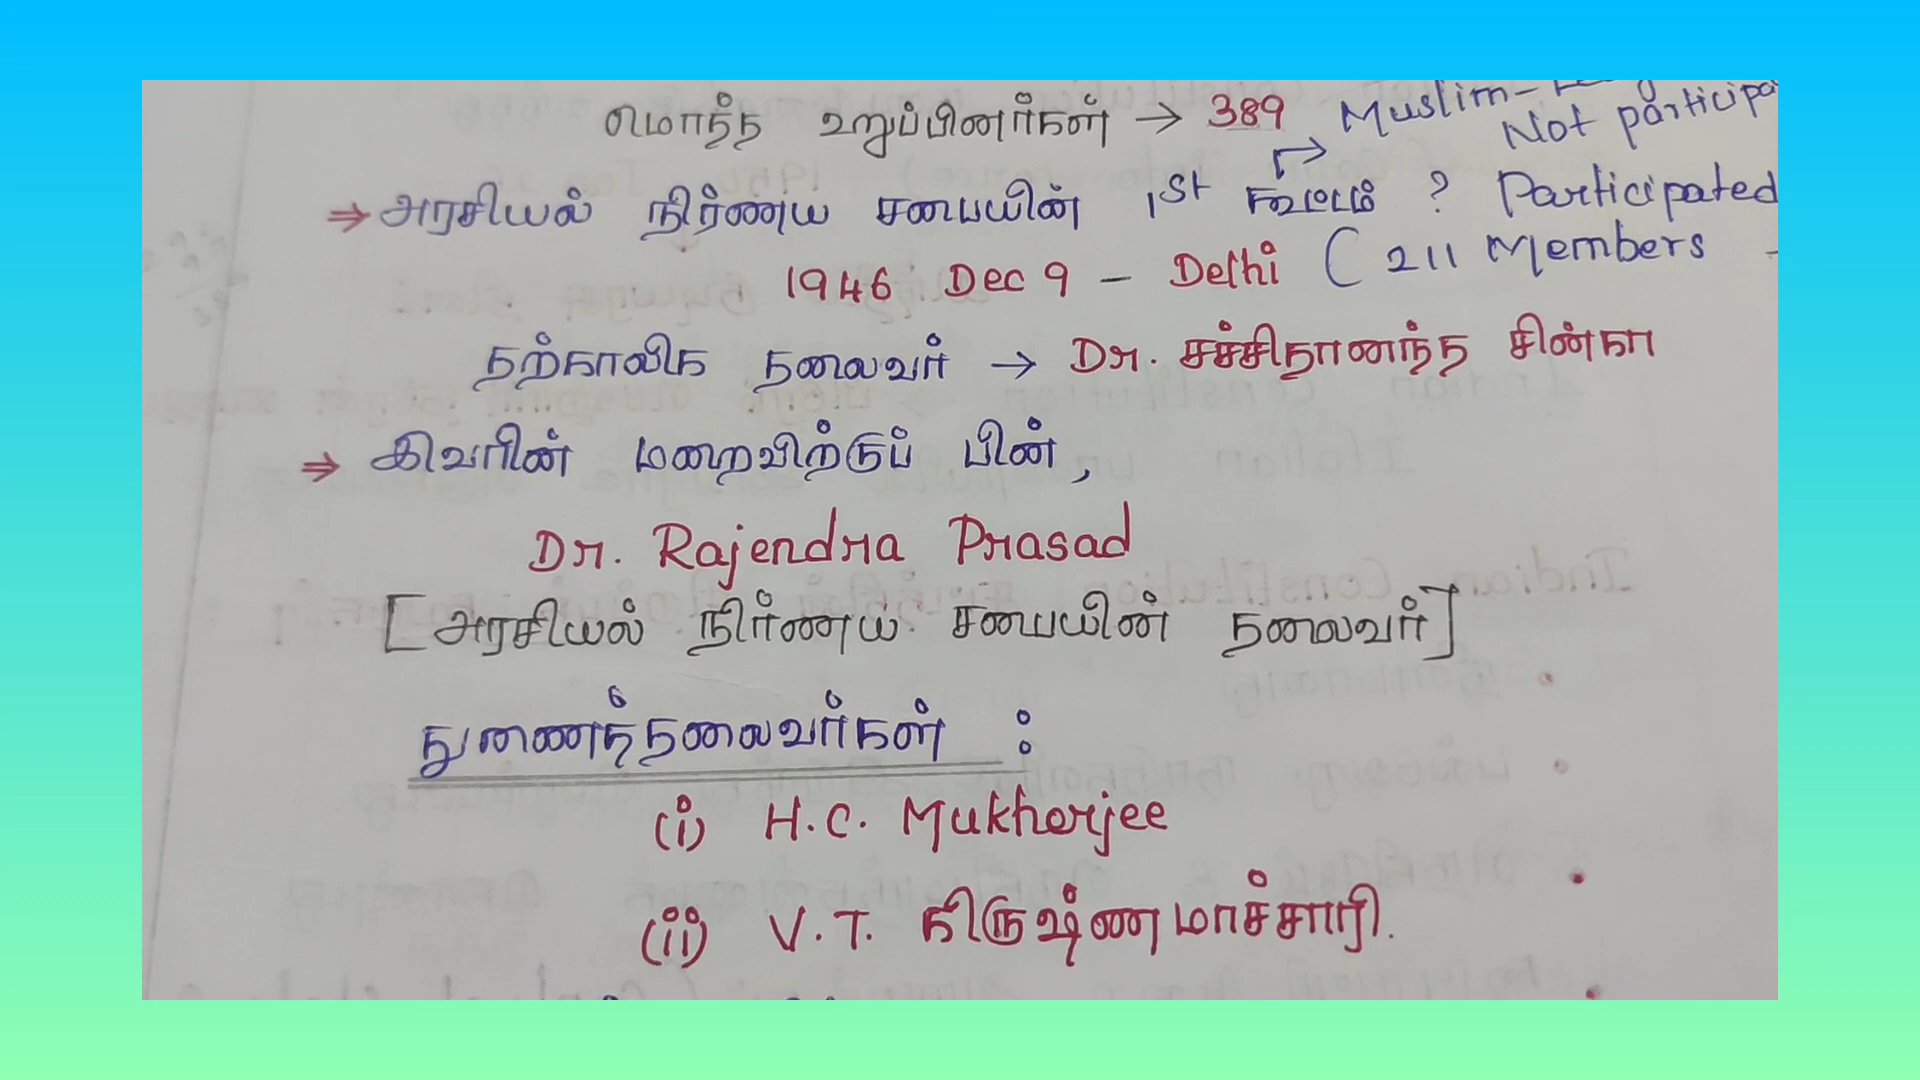 மொத்த உறுப்பினர்கள் → 389 Muslim-
Not participa
⇒ அரசியல் நிர்ணய சபையின் 1st கூட்டம் ? Participated
1946 Dec 9 – Delhi ( 211 Members
தற்காலிக தலைவர் → Dr. சச்சிதானந்த சின்கா
⇒ இவரின் மறைவிற்குப் பின்,
Dr. Rajendra Prasad
[அரசியல் நிர்ணய சபையின் தலைவர்]
துணைத்தலைவர்கள் :
(i) H.C. Mukherjee
(ii) V.T. கிருஷ்ணமாச்சாரி.